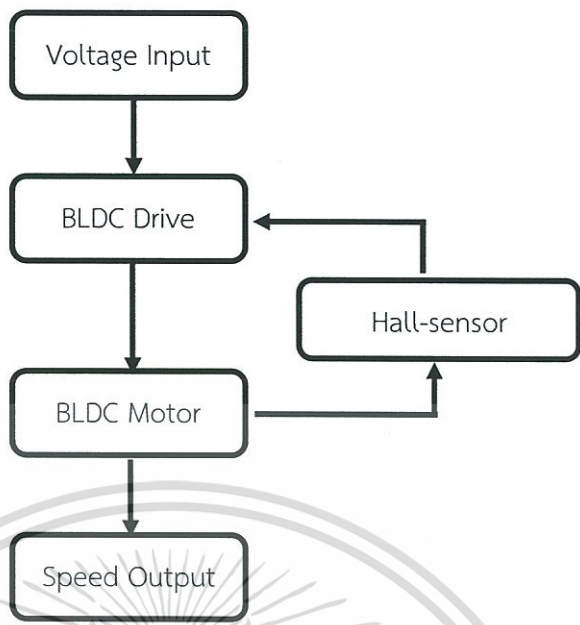 Voltage Input
BLDC Drive
Hall-sensor
BLDC Motor
Speed Output